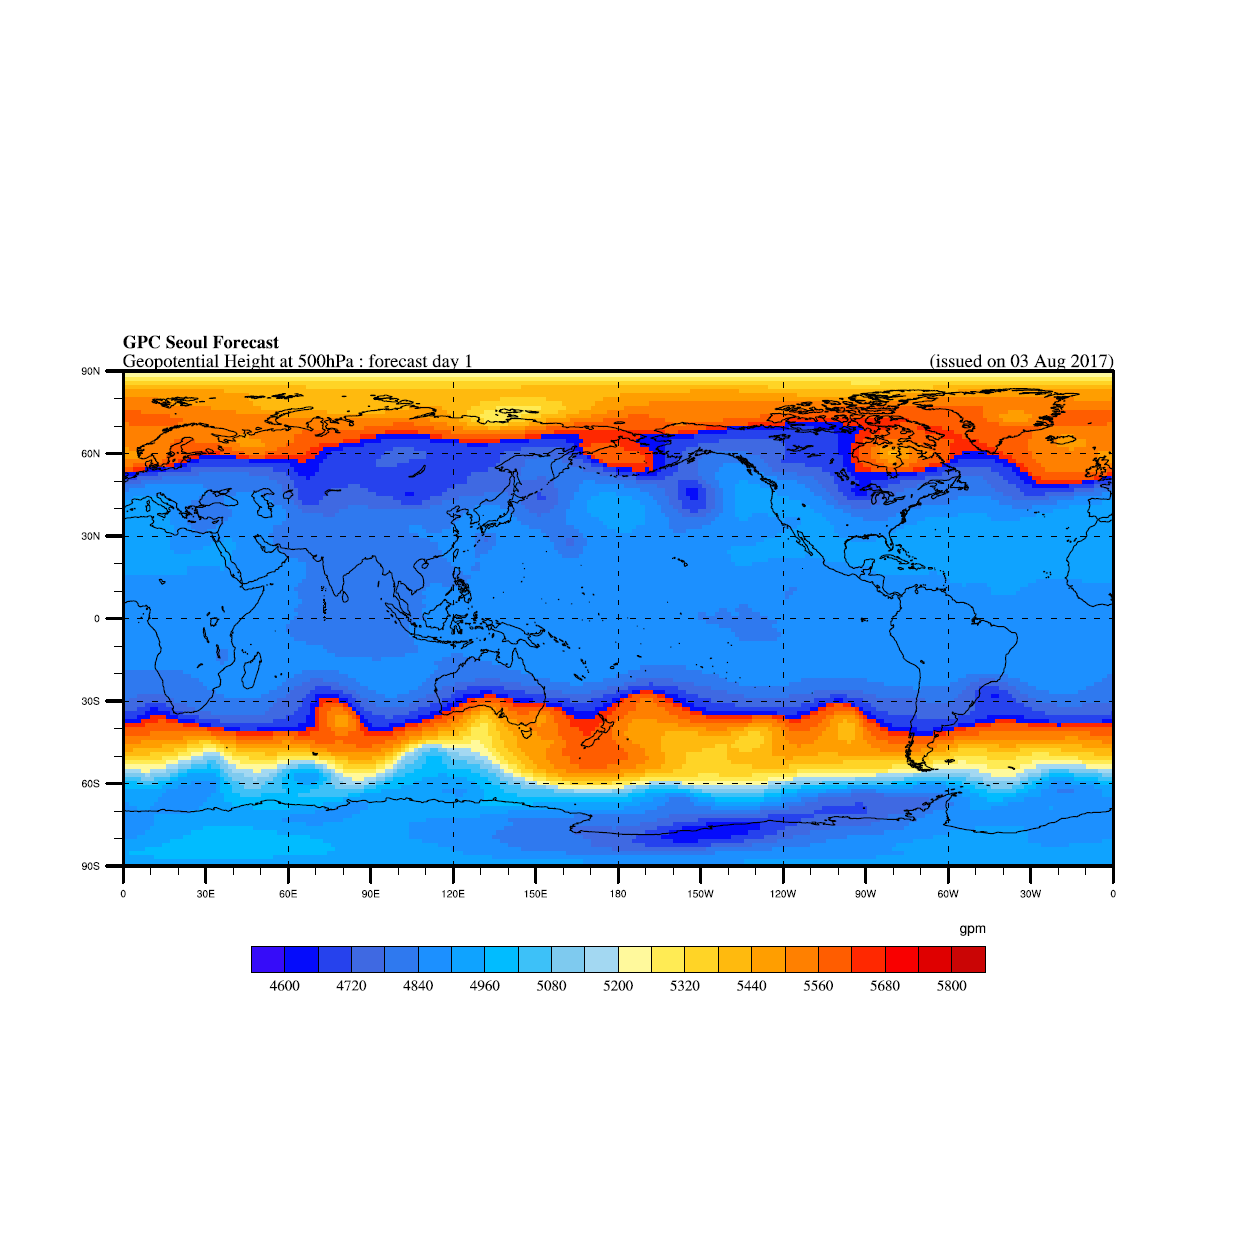 GPC Seoul Forecast
Geopotential Height at 500hPa : forecast day 1 (issued on 03 Aug 2017)
90N
60N
30N
0
30S
60S
90S
0 30E 60E 90E 120E 150E 180 150W 120W 90W 60W 30W 0
gpm
4600 4720 4840 4960 5080 5200 5320 5440 5560 5680 5800